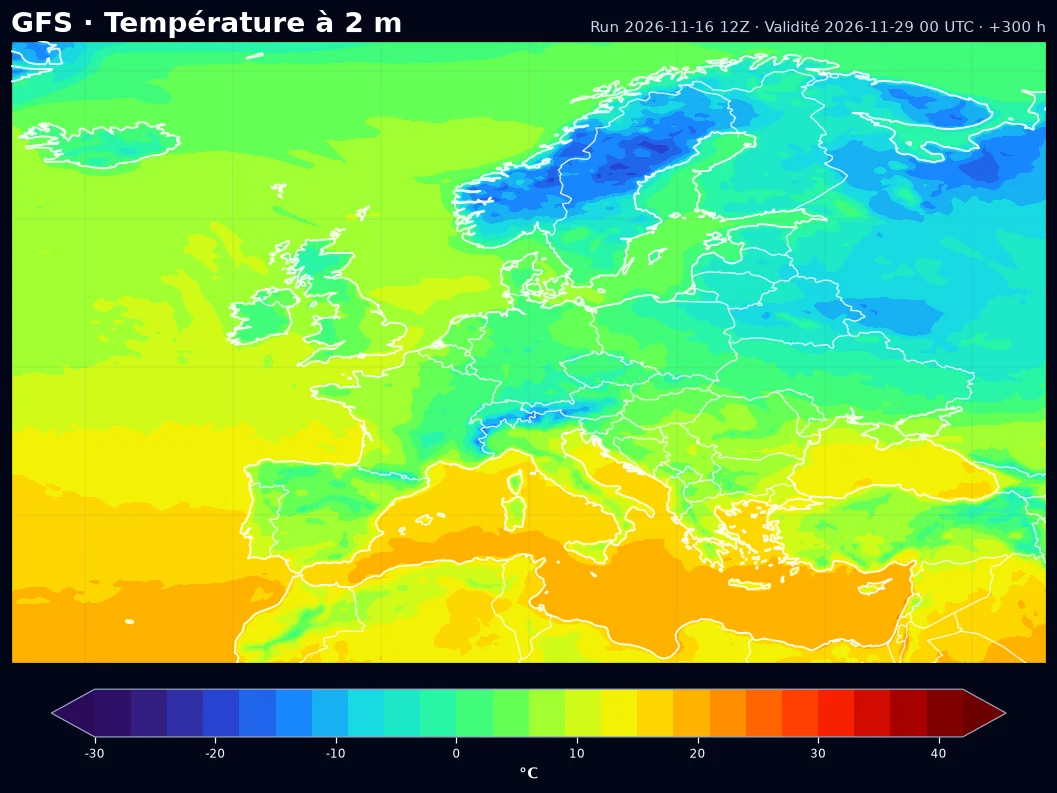 GFS · Température à 2 m
Run 2026-11-16 12Z · Validité 2026-11-29 00 UTC · +300 h
-30 -20 -10 0 10 20 30 40
°C